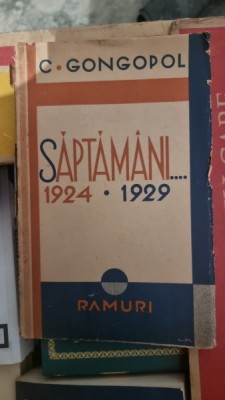 C. GONGOPOL
SĂPTĂMÂNI....
1924 • 1929
RAMURI